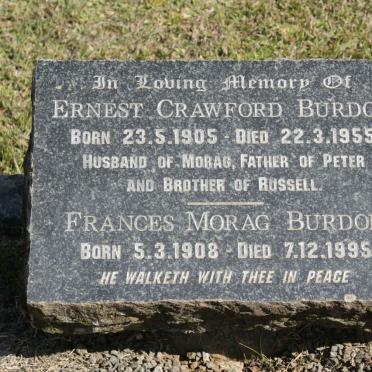 In Loving Memory Of
ERNEST CRAWFORD BURDO
BORN 23.5.1905 - DIED 22.3.1955
HUSBAND OF MORAG, FATHER OF PETER
AND BROTHER OF RUSSELL.
FRANCES MORAG BURDO
BORN 5.3.1908 - DIED 7.12.1995
HE WALKETH WITH THEE IN PEACE